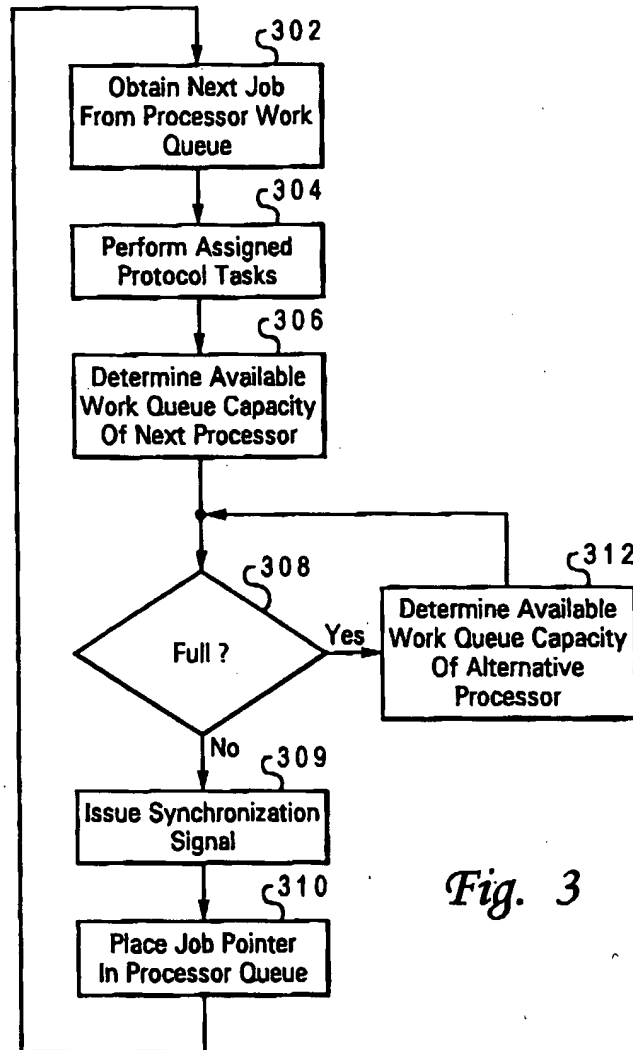 302
Obtain Next Job
From Processor Work
Queue
304
Perform Assigned
Protocol Tasks
306
Determine Available
Work Queue Capacity
Of Next Processor
308
Full ?
Yes
312
Determine Available
Work Queue Capacity
Of Alternative
Processor
No
309
Issue Synchronization
Signal
310
Place Job Pointer
In Processor Queue
Fig. 3